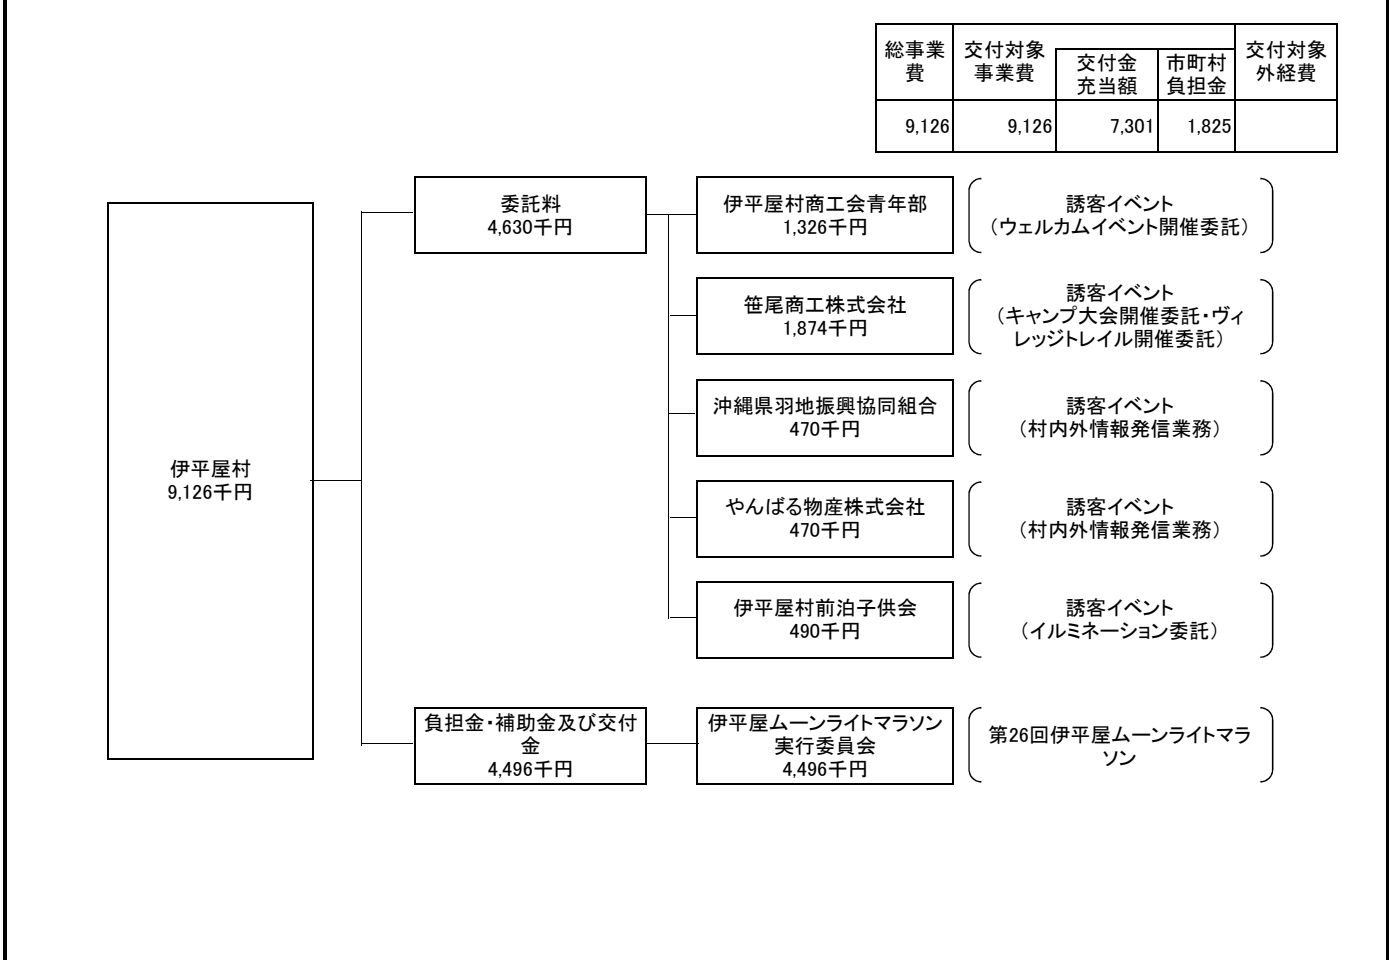 総事業
費
交付対象
事業費
交付金
充当額
市町村
負担金
交付対象
外経費
9,126
9,126
7,301
1,825
伊平屋村
9,126千円
委託料
4,630千円
伊平屋村商工会青年部
1,326千円
誘客イベント
（ウェルカムイベント開催委託）
笹尾商工株式会社
1,874千円
誘客イベント
（キャンプ大会開催委託・ヴィ
レッジトレイル開催委託）
沖縄県羽地振興協同組合
470千円
誘客イベント
（村内外情報発信業務）
やんばる物産株式会社
470千円
誘客イベント
（村内外情報発信業務）
伊平屋村前泊子供会
490千円
誘客イベント
（イルミネーション委託）
負担金・補助金及び交付
金
4,496千円
伊平屋ムーンライトマラソン
実行委員会
4,496千円
第26回伊平屋ムーンライトマラ
ソン